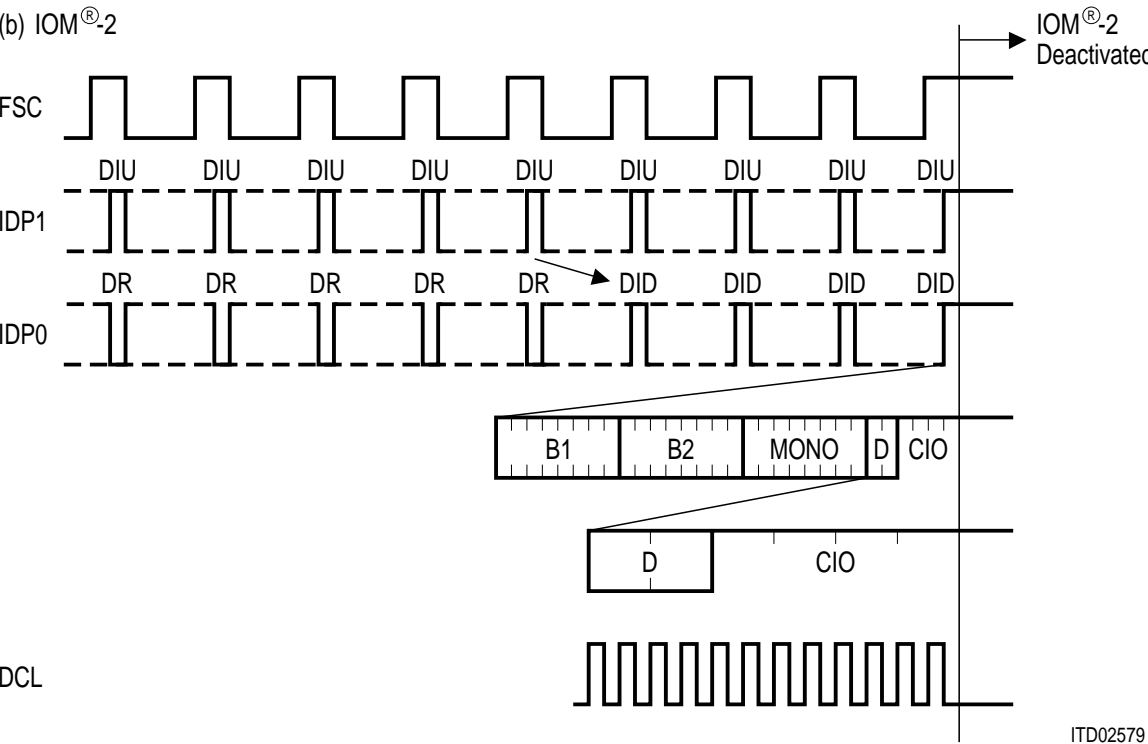 (b) IOM®-2
IOM®-2
Deactivated
FSC
DIU DIU DIU DIU DIU DIU DIU DIU DIU
IDP1
DR DR DR DR DR DID DID DID DID
IDP0
B1 B2 MONO D CIO
D CIO
DCL
ITD02579